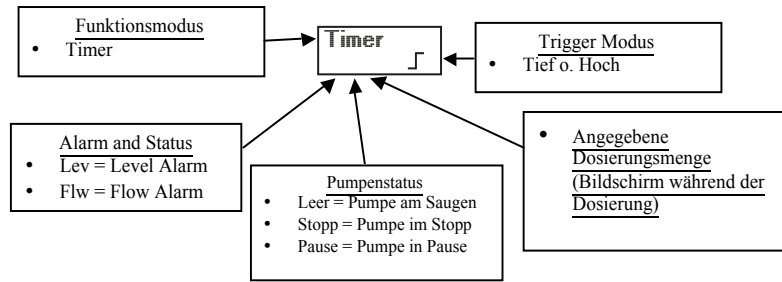 Funktionsmodus
• Timer
Timer
Trigger Modus
• Tief o. Hoch
Alarm and Status
• Lev = Level Alarm
• Flw = Flow Alarm
Pumpenstatus
• Leer = Pumpe am Saugen
• Stopp = Pumpe im Stopp
• Pause = Pumpe in Pause
• Angegebene
Dosierungsmenge
(Bildschirm während der
Dosierung)